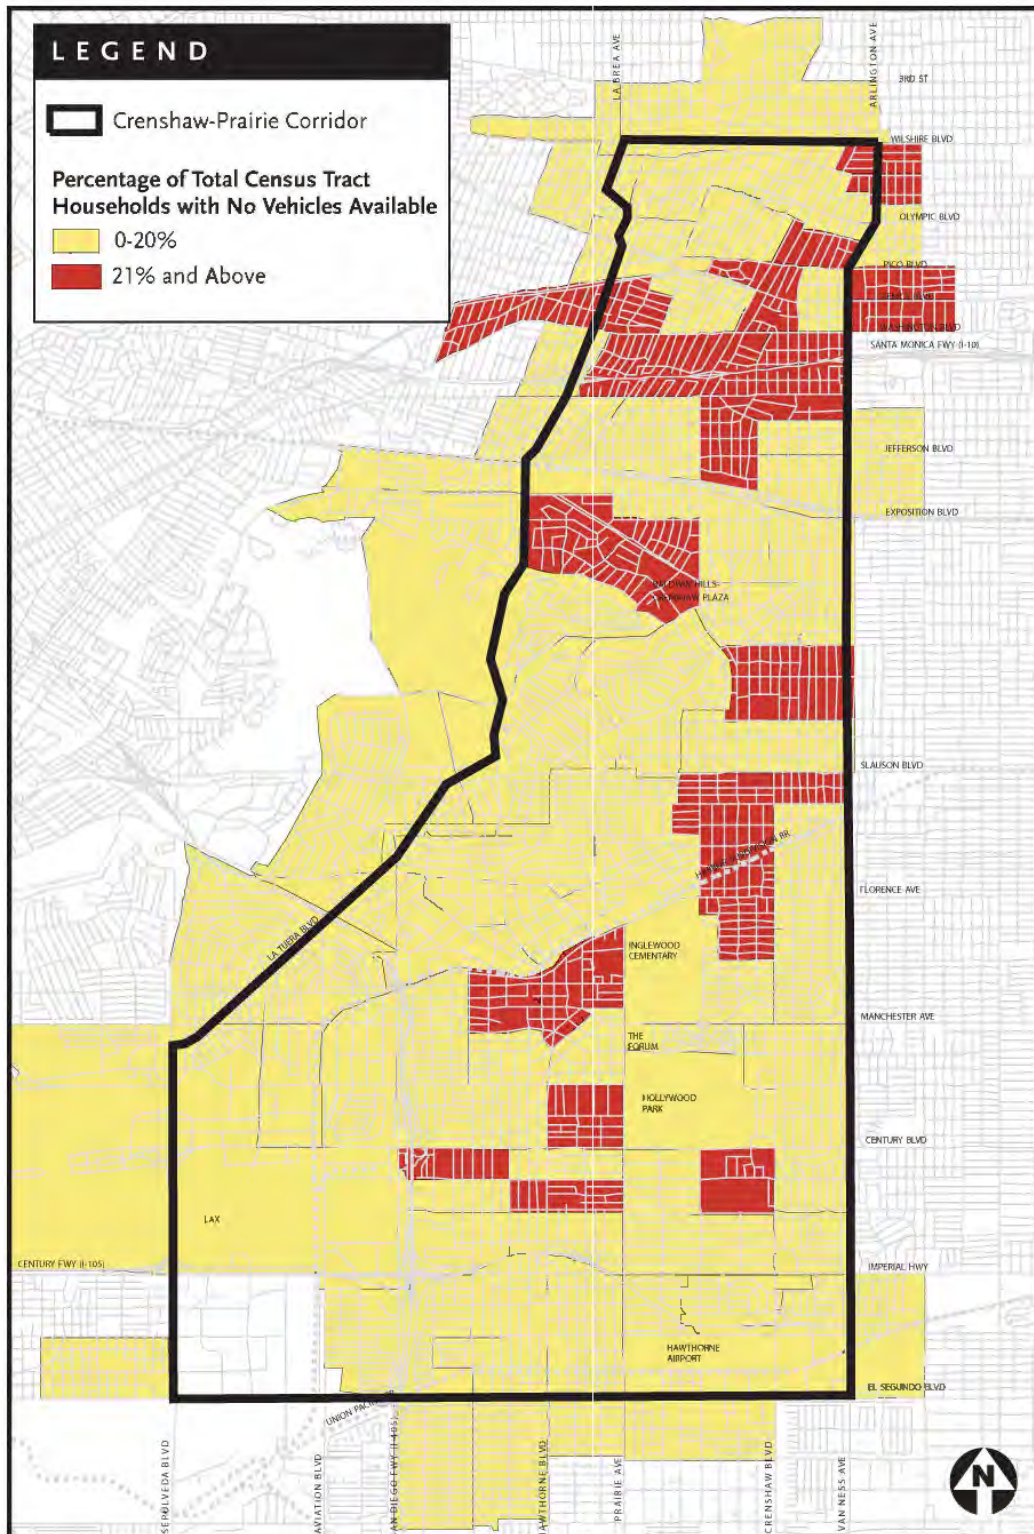 LEGEND
Crenshaw-Prairie Corridor
Percentage of Total Census Tract
Households with No Vehicles Available
0-20%
21% and Above
LA BREA AVE
ARLINGTON AVE
3RD ST
WILSHIRE BLVD
OLYMPIC BLVD
PICO BLVD
WASHINGTON BLVD
SANTA MONICA FWY (I-10)
JEFFERSON BLVD
EXPOSITION BLVD
BALDWIN HILLS-
CRENSHAW PLAZA
SLAUSON BLVD
FLORENCE AVE
LA TIJERA BLVD
INGLEWOOD
CEMENTARY
MANCHESTER AVE
THE
FORUM
HOLLYWOOD
PARK
CENTURY BLVD
LAX
CENTURY FWY (I-105)
IMPERIAL HWY
HAWTHORNE
AIRPORT
EL SEGUNDO BLVD
UNION PACIFIC
SEPULVEDA BLVD
AVIATION BLVD
SAN DIEGO FWY (I-405)
HAWTHORNE BLVD
PRAIRIE AVE
CRENSHAW BLVD
VAN NESS AVE
N